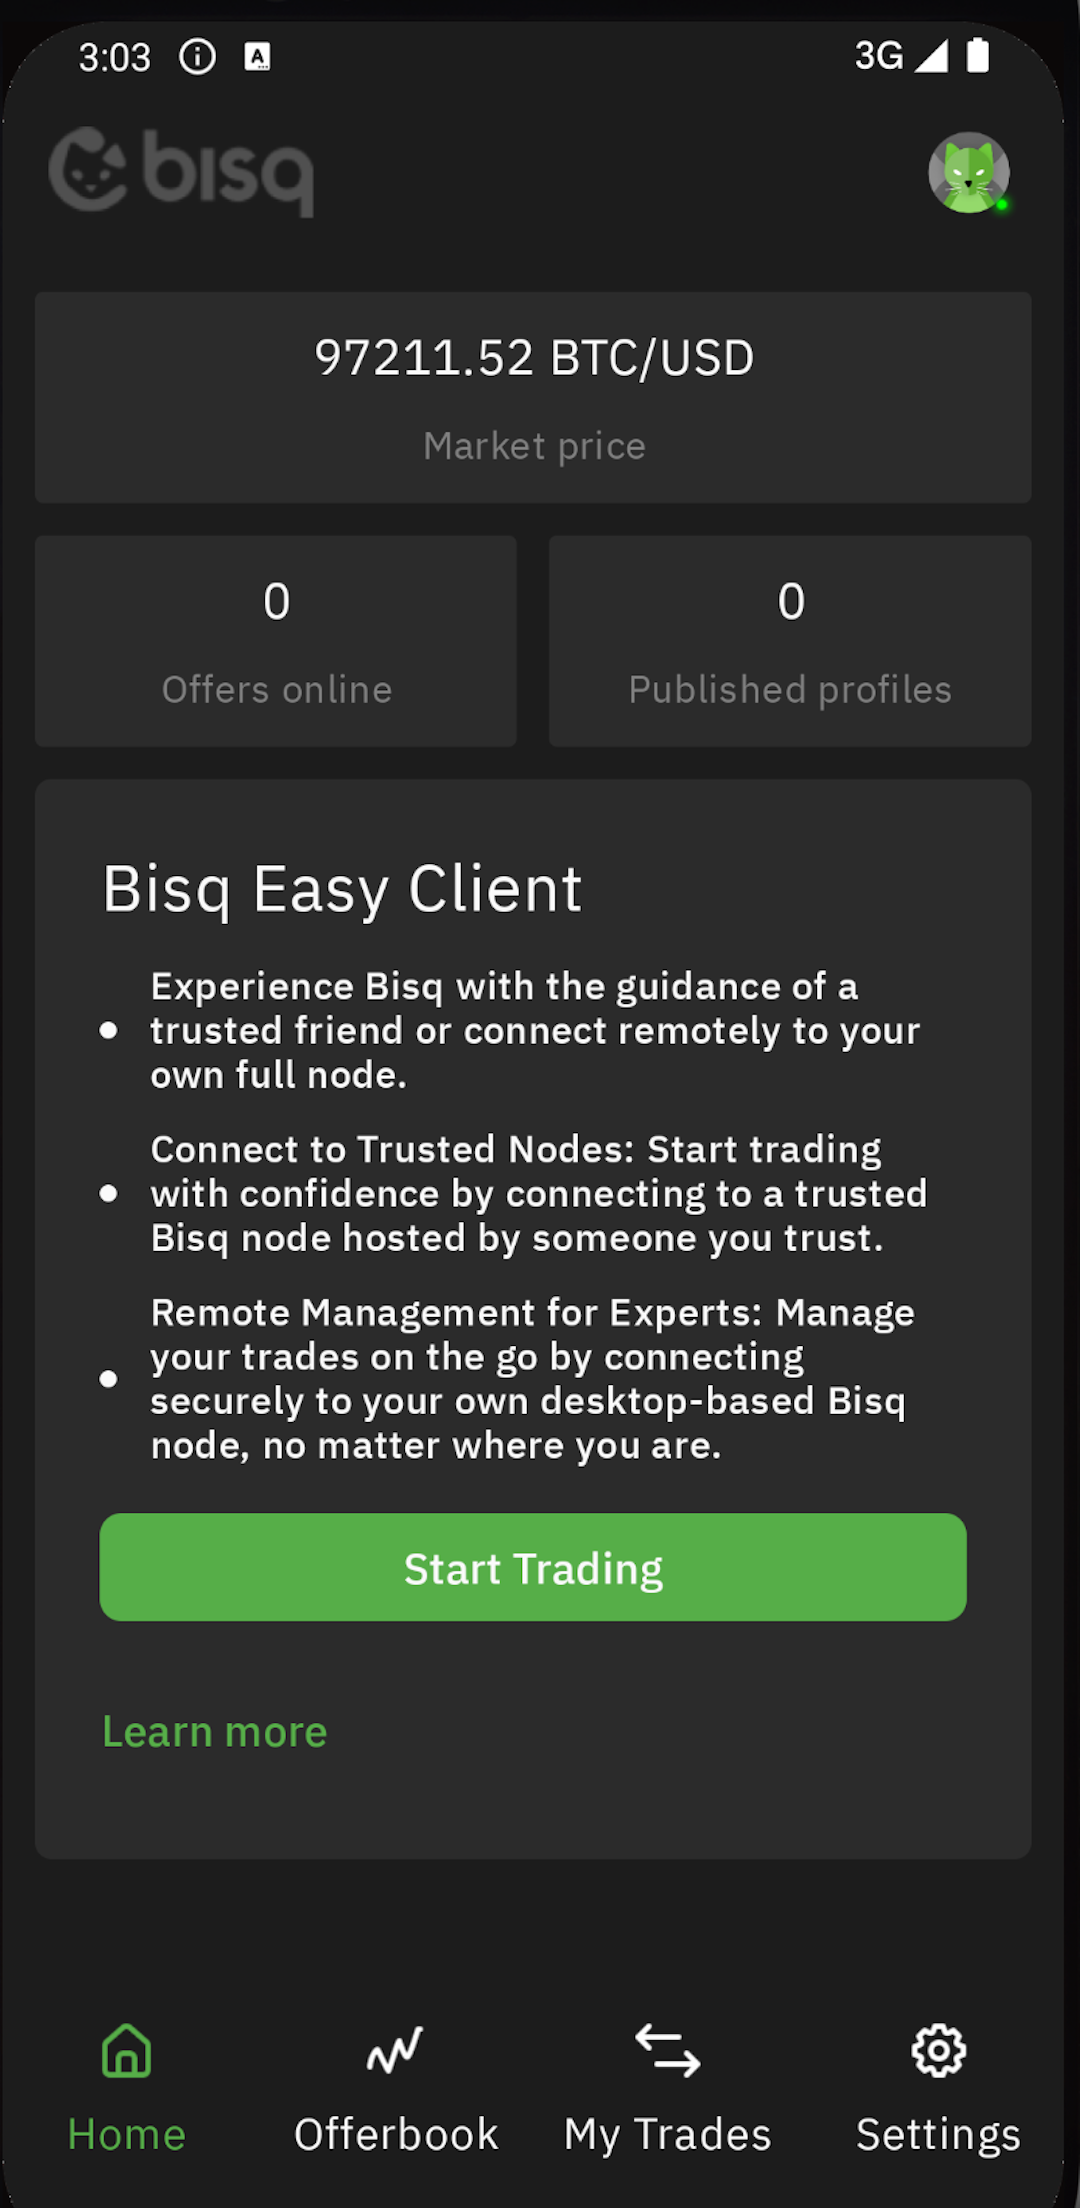 3:03
3G
bisq
97211.52 BTC/USD
Market price
0
Offers online
0
Published profiles
Bisq Easy Client
Experience Bisq with the guidance of a
trusted friend or connect remotely to your
own full node.
Connect to Trusted Nodes: Start trading
with confidence by connecting to a trusted
Bisq node hosted by someone you trust.
Remote Management for Experts: Manage
your trades on the go by connecting
securely to your own desktop-based Bisq
node, no matter where you are.
Start Trading
Learn more
Home
Offerbook
My Trades
Settings